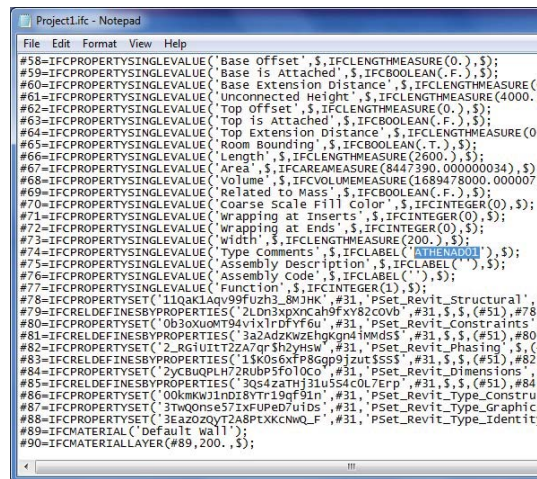 Project1.ifc - Notepad
File Edit Format View Help
#58=IFCPROPERTYSINGLEVALUE('Base Offset',$,IFCLENGTHMEASURE(0.),$);
#59=IFCPROPERTYSINGLEVALUE('Base is Attached',$,IFCBOOLEAN(.F.),$);
#60=IFCPROPERTYSINGLEVALUE('Base Extension Distance',$,IFCLENGTHMEASURE(
#61=IFCPROPERTYSINGLEVALUE('Unconnected Height',$,IFCLENGTHMEASURE(4000.
#62=IFCPROPERTYSINGLEVALUE('Top Offset',$,IFCLENGTHMEASURE(0.),$);
#63=IFCPROPERTYSINGLEVALUE('Top is Attached',$,IFCBOOLEAN(.F.),$);
#64=IFCPROPERTYSINGLEVALUE('Top Extension Distance',$,IFCLENGTHMEASURE(0
#65=IFCPROPERTYSINGLEVALUE('Room Bounding',$,IFCBOOLEAN(.T.),$);
#66=IFCPROPERTYSINGLEVALUE('Length',$,IFCLENGTHMEASURE(2600.),$);
#67=IFCPROPERTYSINGLEVALUE('Area',$,IFCAREAMEASURE(8447390.000000034),$)
#68=IFCPROPERTYSINGLEVALUE('Volume',$,IFCVOLUMEMEASURE(1689478000.000007
#69=IFCPROPERTYSINGLEVALUE('Related to Mass',$,IFCBOOLEAN(.F.),$);
#70=IFCPROPERTYSINGLEVALUE('Coarse Scale Fill Color',$,IFCINTEGER(0),$);
#71=IFCPROPERTYSINGLEVALUE('Wrapping at Inserts',$,IFCINTEGER(0),$);
#72=IFCPROPERTYSINGLEVALUE('Wrapping at Ends',$,IFCINTEGER(0),$);
#73=IFCPROPERTYSINGLEVALUE('Width',$,IFCLENGTHMEASURE(200.),$);
#74=IFCPROPERTYSINGLEVALUE('Type Comments',$,IFCLABEL('ATHENAD01'),$);
#75=IFCPROPERTYSINGLEVALUE('Assembly Description',$,IFCLABEL(''),$);
#76=IFCPROPERTYSINGLEVALUE('Assembly Code',$,IFCLABEL(''),$);
#77=IFCPROPERTYSINGLEVALUE('Function',$,IFCINTEGER(1),$);
#78=IFCPROPERTYSET('11QaK1Aqv99fUzh3_8MJHK',#31,'PSet_Revit_Structural',
#79=IFCRELDEFINESBYPROPERTIES('2LDn3xpXnCah9fxY82cOVb',#31,$,$,(#51),#78
#80=IFCPROPERTYSET('0b3oXuoMT94vix1rDfYf6u',#31,'PSet_Revit_Constraints'
#81=IFCRELDEFINESBYPROPERTIES('3a2AdzKWzEhgKgn4iMMdS$',#31,$,$,(#51),#80
#82=IFCPROPERTYSET('2_RGiUItT2ZA7qr$h2yHsW',#31,'PSet_Revit_Phasing',$,(
#83=IFCRELDEFINESBYPROPERTIES('1$KOs6xfP8Ggp9jzut$SS$',#31,$,$,(#51),#82
#84=IFCPROPERTYSET('2yCBuQPLH72RUbP5fOl0Co',#31,'PSet_Revit_Dimensions',
#85=IFCRELDEFINESBYPROPERTIES('3Qs4zaTHj31u5S4cOL7Erp',#31,$,$,(#51),#84
#86=IFCPROPERTYSET('00kmKWJ1nDI8YTr19qf91n',#31,'PSet_Revit_Type_Constru
#87=IFCPROPERTYSET('3TwQOnse57IxFUPeD7uiDs',#31,'PSet_Revit_Type_Graphic
#88=IFCPROPERTYSET('3EazOzQyT2A8PtXKcNwQ_F',#31,'PSet_Revit_Type_Identit
#89=IFCMATERIAL('Default Wall');
#90=IFCMATERIALLAYER(#89,200.,$);